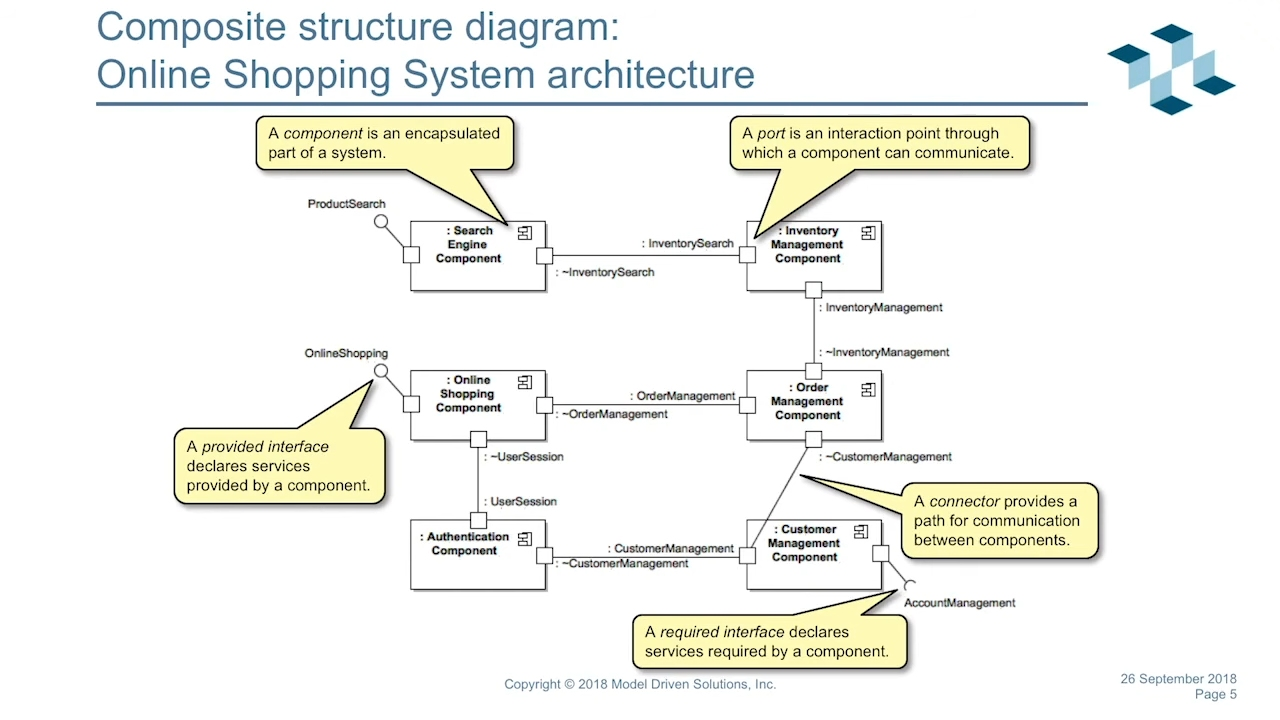 Composite structure diagram:
Online Shopping System architecture
A component is an encapsulated
part of a system.
A port is an interaction point through
which a component can communicate.
ProductSearch
: Search
Engine
Component
: InventorySearch
: ~InventorySearch
: Inventory
Management
Component
: InventoryManagement
: ~InventoryManagement
OnlineShopping
: Online
Shopping
Component
: OrderManagement
: ~OrderManagement
: Order
Management
Component
A provided interface
declares services
provided by a component.
: ~UserSession
: ~CustomerManagement
: UserSession
A connector provides a
path for communication
between components.
: Authentication
Component
: CustomerManagement
: ~CustomerManagement
: Customer
Management
Component
AccountManagement
A required interface declares
services required by a component.
Copyright © 2018 Model Driven Solutions, Inc.
26 September 2018
Page 5